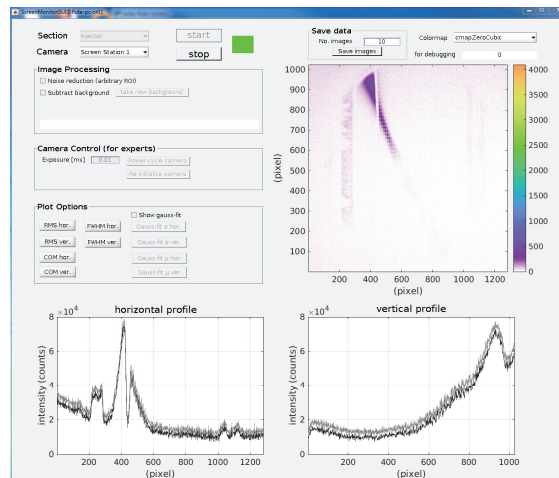 ScreenMonitorGUI@flute-pc-cr01
Section
Injector
start
Camera
Screen Station 1
stop
Save data
No. images
10
Save images
Colormap
cmapZeroCubic
for debugging
0
Image Processing
Noise reduction (arbitrary ROI)
Subtract background
Take new background
Camera Control (for experts)
Exposure [ms]
0.01
Power-cycle camera
Re-initialize camera
Plot Options
Show gauss-fit
RMS hor.
FWHM hor.
Gauss-fit σ hor.
RMS ver.
FWHM ver.
Gauss-fit σ ver.
COM hor.
Gauss-fit μ hor.
COM ver.
Gauss-fit μ ver.
1000
900
800
700
600
500
400
300
200
100
(pixel)
200 400 600 800 1000 1200
(pixel)
4000
3500
3000
2500
2000
1500
1000
500
0
horizontal profile
×10⁴
8
6
4
2
0
intensity (counts)
200 400 600 800 1000 1200
(pixel)
vertical profile
×10⁴
8
6
4
2
0
intensity (counts)
200 400 600 800 1000
(pixel)